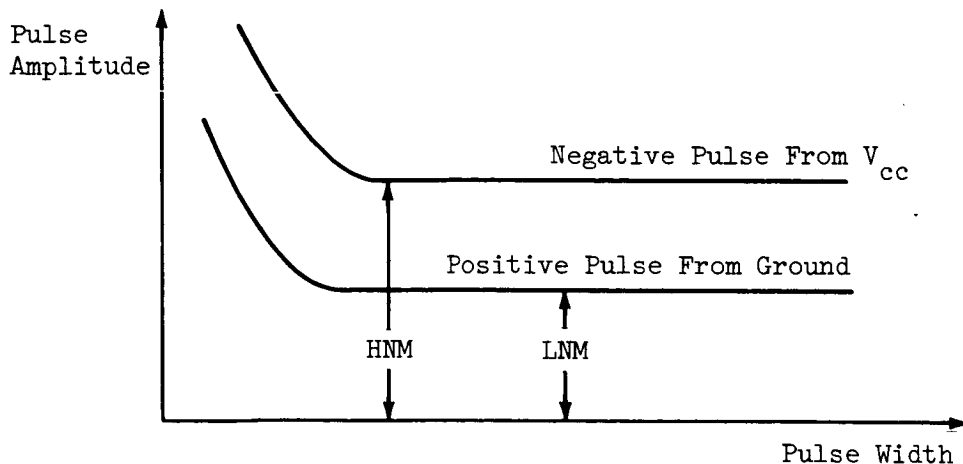 Pulse
Amplitude
Negative Pulse From Vcc
Positive Pulse From Ground
HNM
LNM
Pulse Width